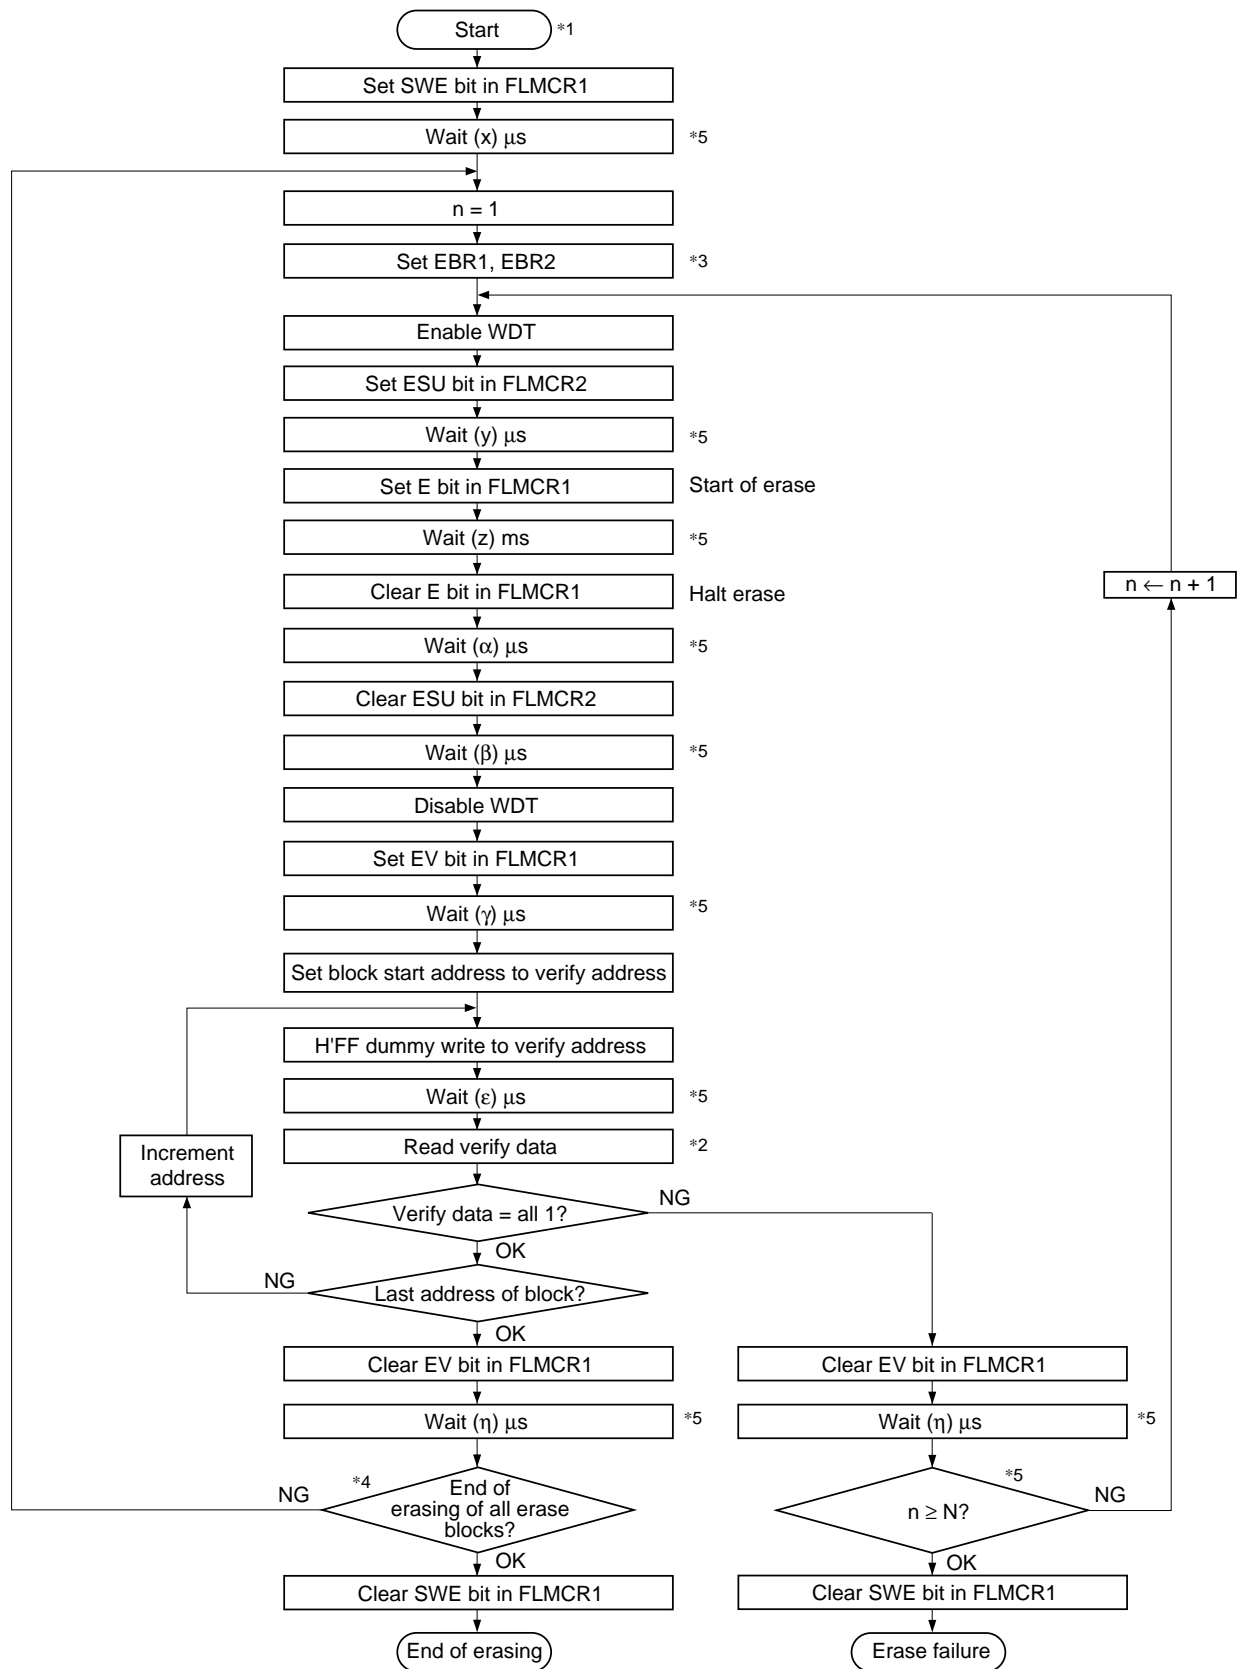 Start *1
Set SWE bit in FLMCR1
Wait (x) μs *5
n = 1
Set EBR1, EBR2 *3
Enable WDT
Set ESU bit in FLMCR2
Wait (y) μs *5
Set E bit in FLMCR1 Start of erase
Wait (z) ms *5
Clear E bit in FLMCR1 Halt erase
n ← n + 1
Wait (α) μs *5
Clear ESU bit in FLMCR2
Wait (β) μs *5
Disable WDT
Set EV bit in FLMCR1
Wait (γ) μs *5
Set block start address to verify address
H'FF dummy write to verify address
Wait (ε) μs *5
Read verify data *2
Increment
address
Verify data = all 1? NG
OK
NG Last address of block?
OK
Clear EV bit in FLMCR1
Wait (η) μs *5
*4
NG
End of
erasing of all erase
blocks?
OK
Clear SWE bit in FLMCR1
End of erasing
Clear EV bit in FLMCR1
Wait (η) μs *5
*5
n ≥ N? NG
OK
Clear SWE bit in FLMCR1
Erase failure